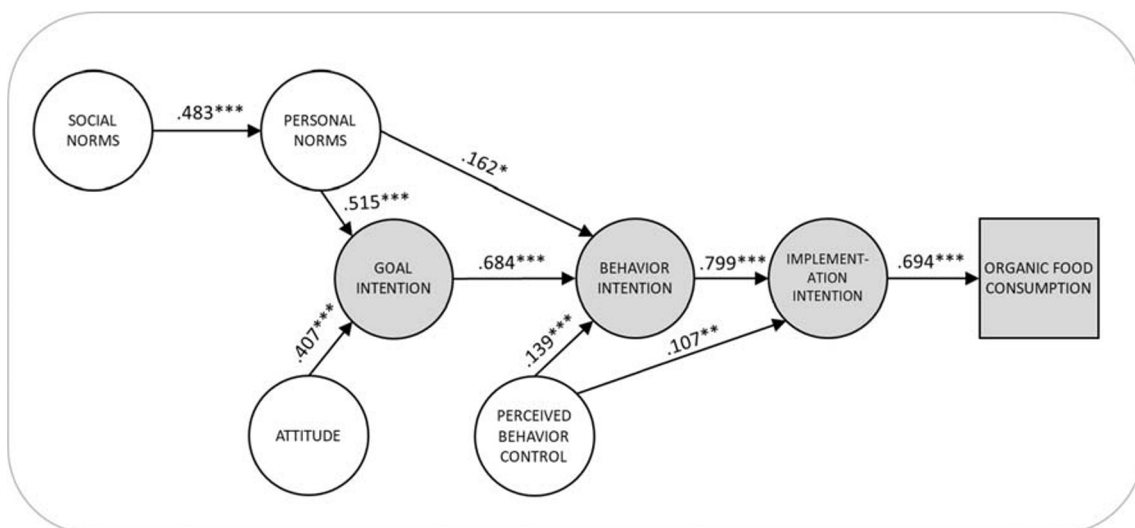 SOCIAL
NORMS
.483***
PERSONAL
NORMS
.162*
.515***
GOAL
INTENTION
.684***
BEHAVIOR
INTENTION
.799***
IMPLEMENT-
ATION
INTENTION
.694***
ORGANIC FOOD
CONSUMPTION
.407***
.139***
.107**
ATTITUDE
PERCEIVED
BEHAVIOR
CONTROL